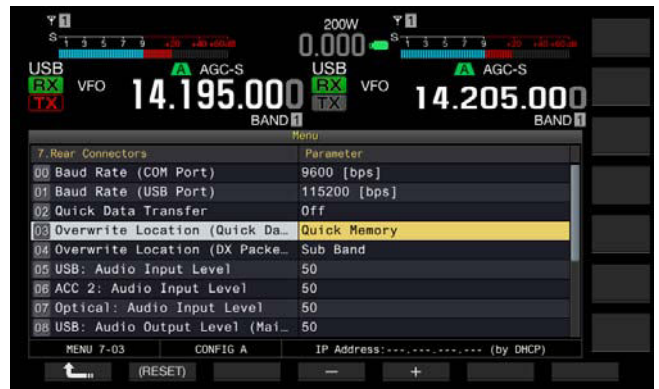 1 200W 1
S 1 3 5 7 9 +20 +40 +60dB 0.000 S 1 3 5 7 9 +20 +40 +60dB
USB A AGC-S USB A AGC-S
RX VFO 14.195.000 RX VFO 14.205.000
TX TX
BAND 1 BAND 1
Menu
7.Rear Connectors Parameter
00 Baud Rate (COM Port) 9600 [bps]
01 Baud Rate (USB Port) 115200 [bps]
02 Quick Data Transfer Off
03 Overwrite Location (Quick Da… Quick Memory
04 Overwrite Location (DX Packe… Sub Band
05 USB: Audio Input Level 50
06 ACC 2: Audio Input Level 50
07 Optical: Audio Input Level 50
08 USB: Audio Output Level (Mai… 50
MENU 7-03 CONFIG A IP Address:---.---.---.--- (by DHCP)
(RESET) − +